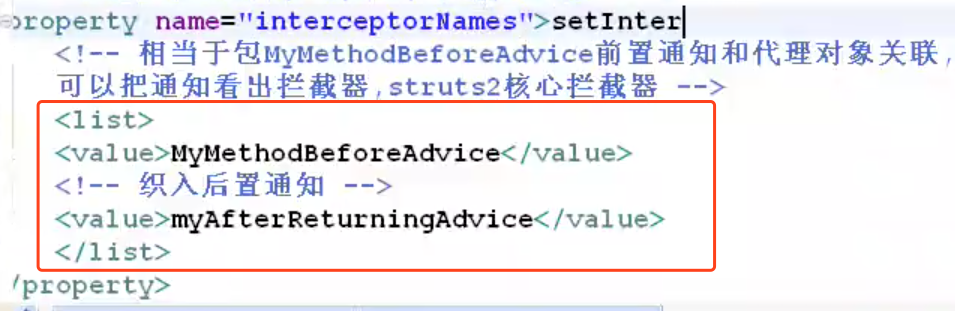 property name="interceptorNames">setInter
<!-- 相当于包MyMethodBeforeAdvice前置通知和代理对象关联,
可以把通知看出拦截器,struts2核心拦截器 -->
<list>
<value>MyMethodBeforeAdvice</value>
<!-- 织入后置通知 -->
<value>myAfterReturningAdvice</value>
</list>
/property>